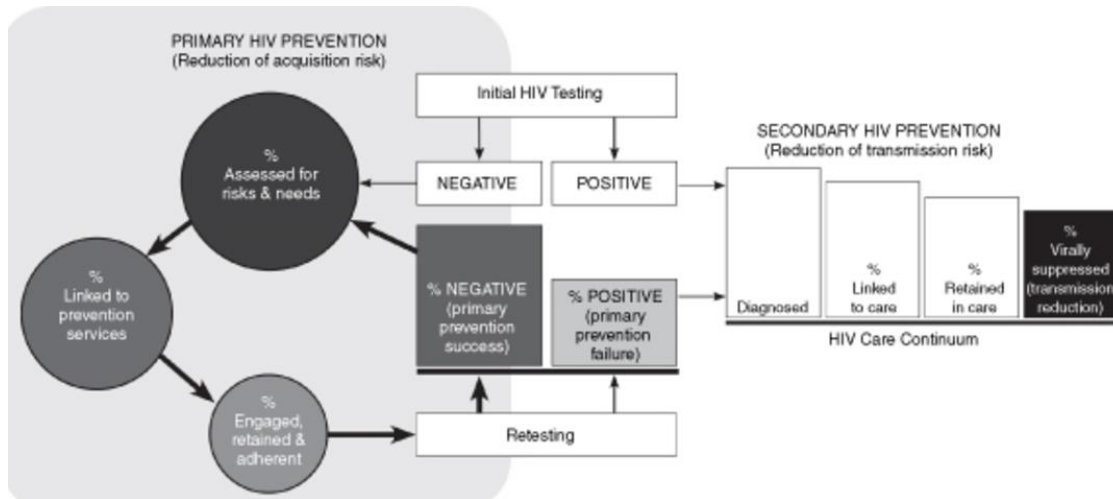 PRIMARY HIV PREVENTION
(Reduction of acquisition risk)
Initial HIV Testing
NEGATIVE
POSITIVE
%
Assessed for
risks & needs
%
Linked to
prevention
services
%
Engaged,
retained &
adherent
% NEGATIVE
(primary
prevention
success)
% POSITIVE
(primary
prevention
failure)
Retesting
SECONDARY HIV PREVENTION
(Reduction of transmission risk)
Diagnosed
%
Linked
to care
%
Retained
in care
%
Virally
suppressed
(transmission
reduction)
HIV Care Continuum